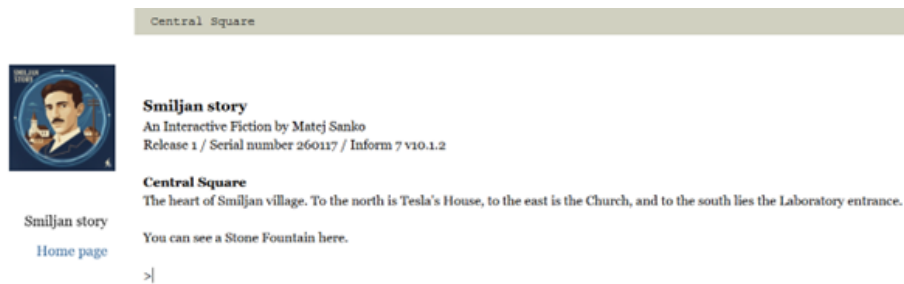 Central Square
SMILJAN
STORY
Smiljan story
An Interactive Fiction by Matej Sanko
Release 1 / Serial number 260117 / Inform 7 v10.1.2
Central Square
The heart of Smiljan village. To the north is Tesla's House, to the east is the Church, and to the south lies the Laboratory entrance.
Smiljan story
You can see a Stone Fountain here.
Home page
>